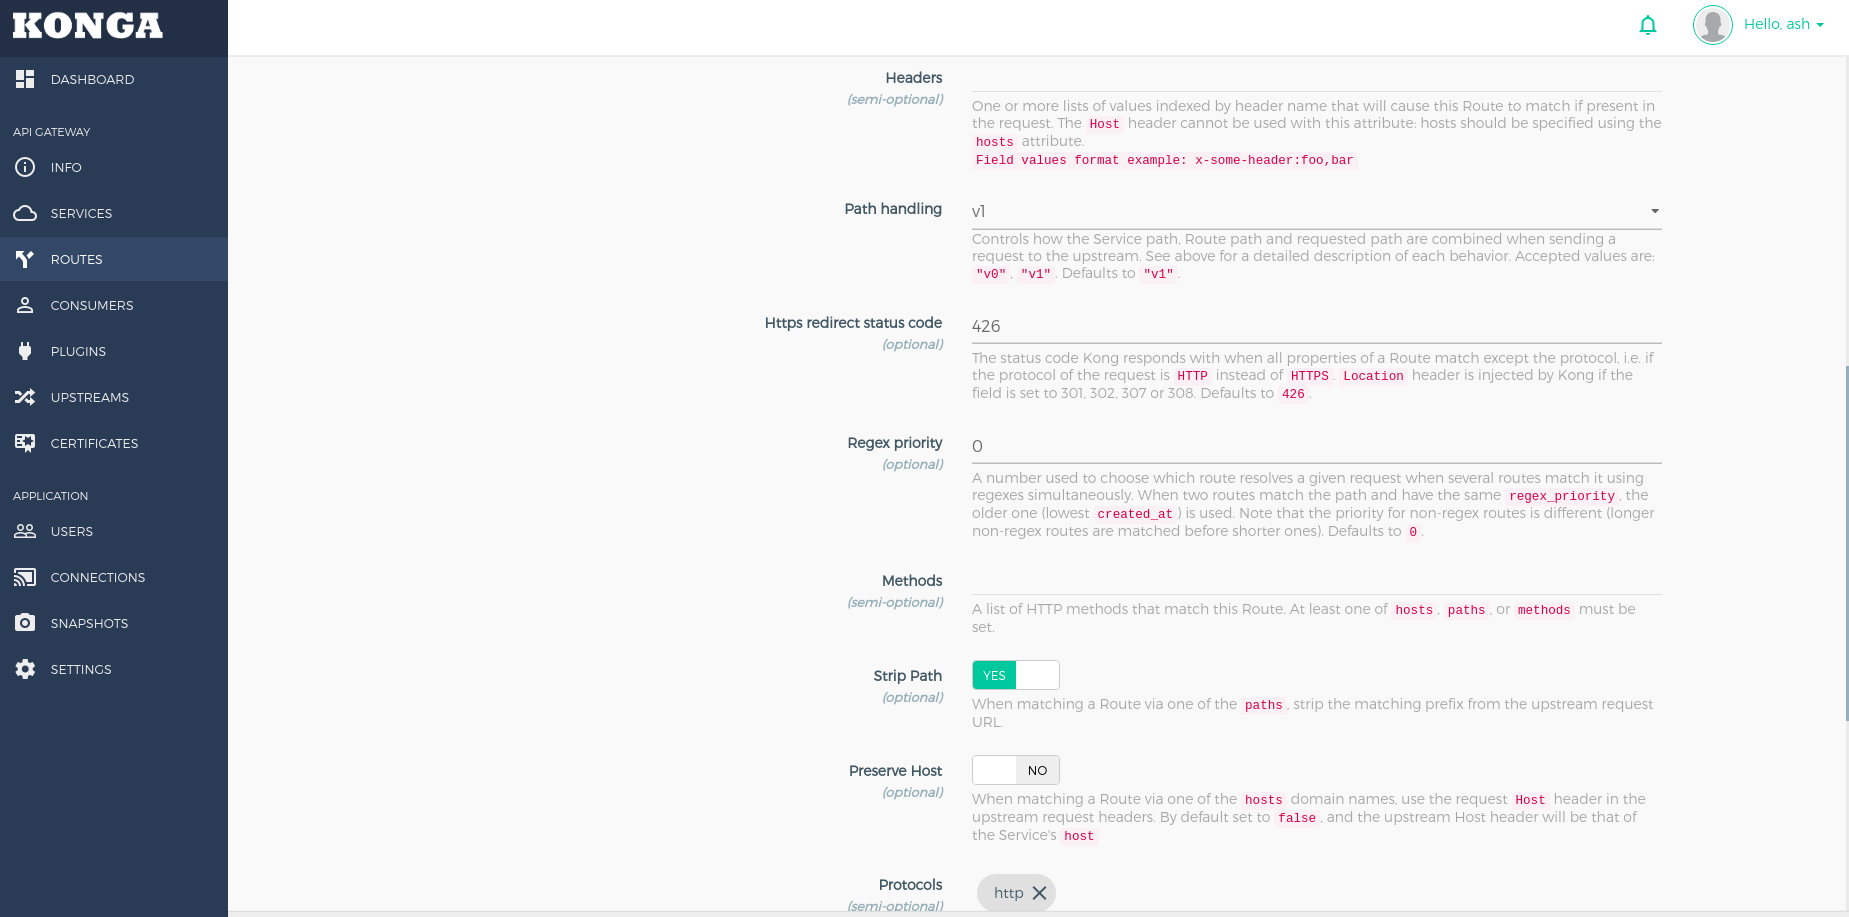 KONGA
Hello, ash
DASHBOARD
API GATEWAY
INFO
SERVICES
ROUTES
CONSUMERS
PLUGINS
UPSTREAMS
CERTIFICATES
APPLICATION
USERS
CONNECTIONS
SNAPSHOTS
SETTINGS
Headers
(semi-optional)
One or more lists of values indexed by header name that will cause this Route to match if present in
the request. The Host header cannot be used with this attribute: hosts should be specified using the
hosts attribute.
Field values format example: x-some-header:foo,bar
Path handling
v1
Controls how the Service path, Route path and requested path are combined when sending a
request to the upstream. See above for a detailed description of each behavior. Accepted values are:
"v0", "v1". Defaults to "v1".
Https redirect status code
(optional)
426
The status code Kong responds with when all properties of a Route match except the protocol, i.e. if
the protocol of the request is HTTP instead of HTTPS. Location header is injected by Kong if the
field is set to 301, 302, 307 or 308. Defaults to 426.
Regex priority
(optional)
0
A number used to choose which route resolves a given request when several routes match it using
regexes simultaneously. When two routes match the path and have the same regex_priority, the
older one (lowest created_at) is used. Note that the priority for non-regex routes is different (longer
non-regex routes are matched before shorter ones). Defaults to 0.
Methods
(semi-optional)
A list of HTTP methods that match this Route. At least one of hosts, paths, or methods must be
set.
Strip Path
(optional)
YES
When matching a Route via one of the paths, strip the matching prefix from the upstream request
URL.
Preserve Host
(optional)
NO
When matching a Route via one of the hosts domain names, use the request Host header in the
upstream request headers. By default set to false, and the upstream Host header will be that of
the Service's host
Protocols
(semi-optional)
http